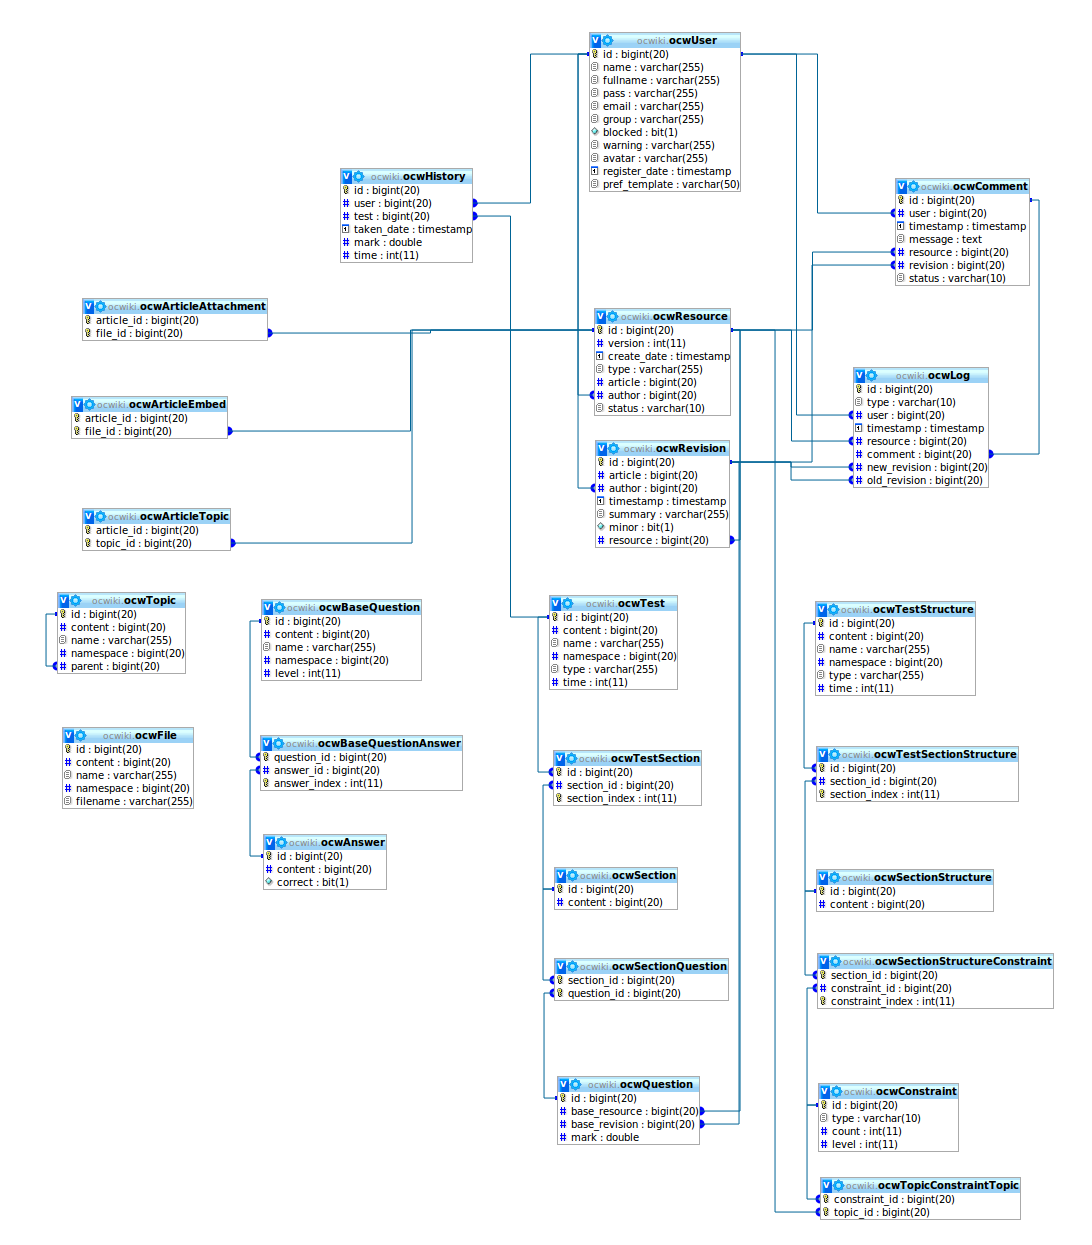 ocwiki.ocwUser
id : bigint(20)
name : varchar(255)
fullname : varchar(255)
pass : varchar(255)
email : varchar(255)
group : varchar(255)
blocked : bit(1)
warning : varchar(255)
avatar : varchar(255)
register_date : timestamp
pref_template : varchar(50)
ocwiki.ocwHistory
id : bigint(20)
user : bigint(20)
test : bigint(20)
taken_date : timestamp
mark : double
time : int(11)
ocwiki.ocwComment
id : bigint(20)
user : bigint(20)
timestamp : timestamp
message : text
resource : bigint(20)
revision : bigint(20)
status : varchar(10)
ocwiki.ocwArticleAttachment
article_id : bigint(20)
file_id : bigint(20)
ocwiki.ocwResource
id : bigint(20)
version : int(11)
create_date : timestamp
type : varchar(255)
article : bigint(20)
author : bigint(20)
status : varchar(10)
ocwiki.ocwLog
id : bigint(20)
type : varchar(10)
user : bigint(20)
timestamp : timestamp
resource : bigint(20)
comment : bigint(20)
new_revision : bigint(20)
old_revision : bigint(20)
ocwiki.ocwArticleEmbed
article_id : bigint(20)
file_id : bigint(20)
ocwiki.ocwRevision
id : bigint(20)
article : bigint(20)
author : bigint(20)
timestamp : timestamp
summary : varchar(255)
minor : bit(1)
resource : bigint(20)
ocwiki.ocwArticleTopic
article_id : bigint(20)
topic_id : bigint(20)
ocwiki.ocwTopic
id : bigint(20)
content : bigint(20)
name : varchar(255)
namespace : bigint(20)
parent : bigint(20)
ocwiki.ocwBaseQuestion
id : bigint(20)
content : bigint(20)
name : varchar(255)
namespace : bigint(20)
level : int(11)
ocwiki.ocwTest
id : bigint(20)
content : bigint(20)
name : varchar(255)
namespace : bigint(20)
type : varchar(255)
time : int(11)
ocwiki.ocwTestStructure
id : bigint(20)
content : bigint(20)
name : varchar(255)
namespace : bigint(20)
type : varchar(255)
time : int(11)
ocwiki.ocwFile
id : bigint(20)
content : bigint(20)
name : varchar(255)
namespace : bigint(20)
filename : varchar(255)
ocwiki.ocwBaseQuestionAnswer
question_id : bigint(20)
answer_id : bigint(20)
answer_index : int(11)
ocwiki.ocwTestSection
id : bigint(20)
section_id : bigint(20)
section_index : int(11)
ocwiki.ocwTestSectionStructure
id : bigint(20)
section_id : bigint(20)
section_index : int(11)
ocwiki.ocwAnswer
id : bigint(20)
content : bigint(20)
correct : bit(1)
ocwiki.ocwSection
id : bigint(20)
content : bigint(20)
ocwiki.ocwSectionStructure
id : bigint(20)
content : bigint(20)
ocwiki.ocwSectionQuestion
section_id : bigint(20)
question_id : bigint(20)
ocwiki.ocwSectionStructureConstraint
section_id : bigint(20)
constraint_id : bigint(20)
constraint_index : int(11)
ocwiki.ocwQuestion
id : bigint(20)
base_resource : bigint(20)
base_revision : bigint(20)
mark : double
ocwiki.ocwConstraint
id : bigint(20)
type : varchar(10)
count : int(11)
level : int(11)
ocwiki.ocwTopicConstraintTopic
constraint_id : bigint(20)
topic_id : bigint(20)